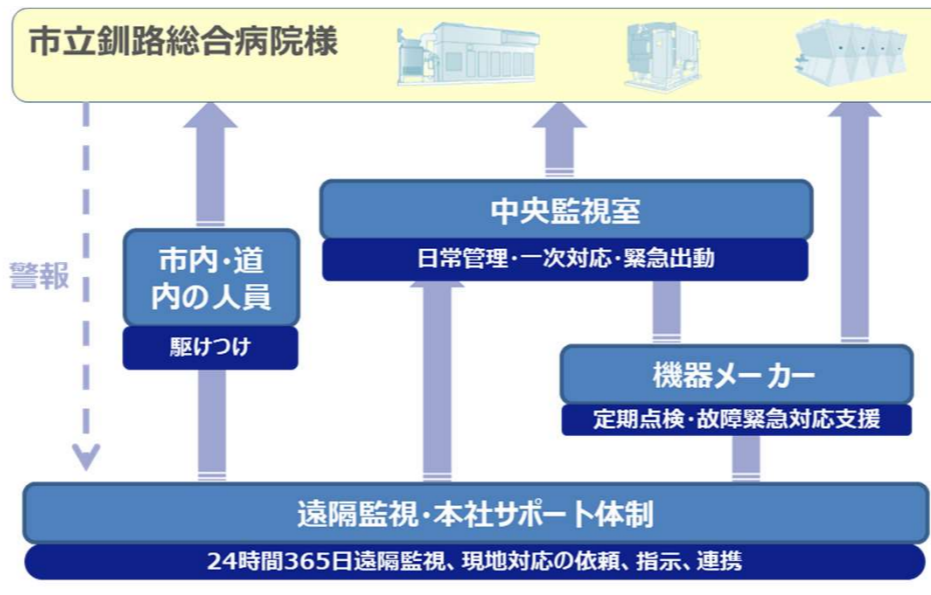 市立釧路総合病院様
警報
中央監視室
日常管理・一次対応・緊急出動
市内・道
内の人員
駆けつけ
機器メーカー
定期点検・故障緊急対応支援
遠隔監視・本社サポート体制
24時間365日遠隔監視、現地対応の依頼、指示、連携